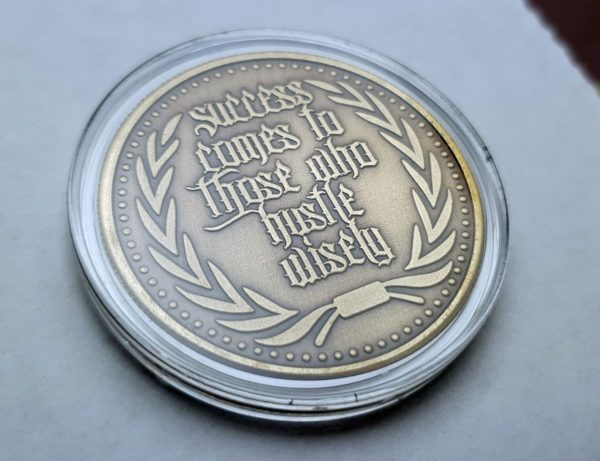 success
comes to
those who
hustle
wisely